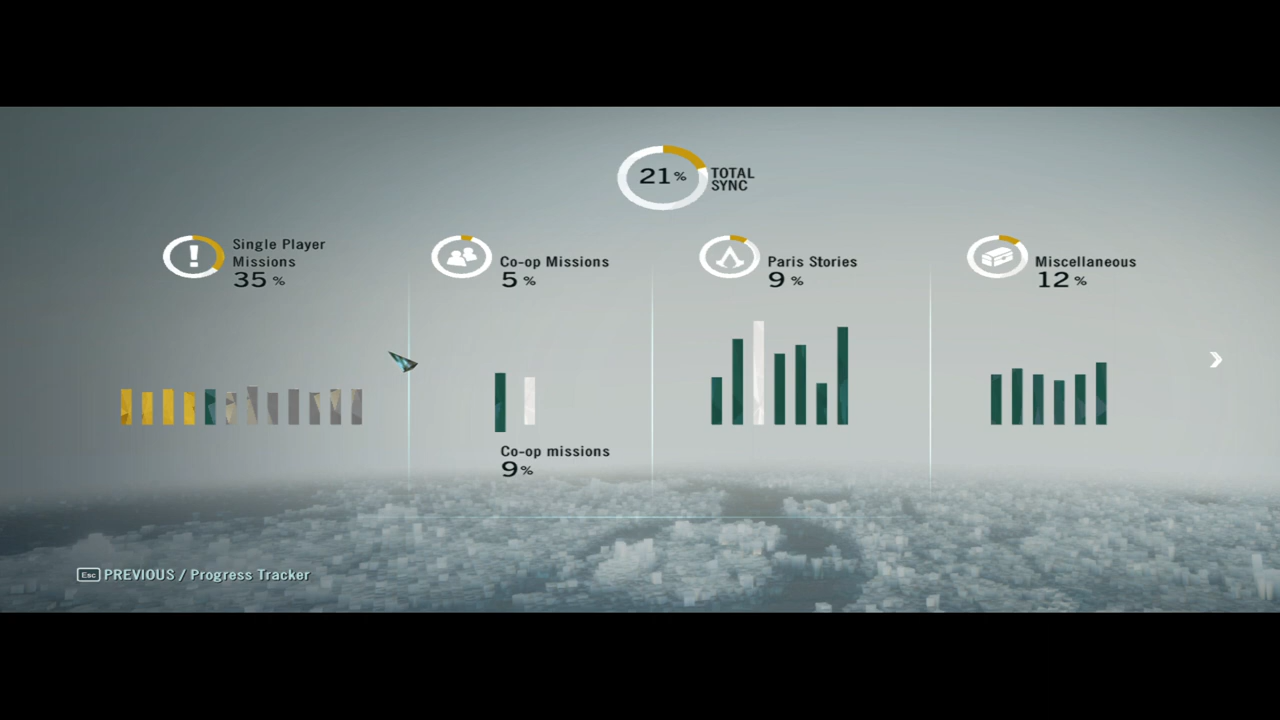 21%
TOTAL
SYNC
Single Player
Missions
35 %
Co-op Missions
5 %
Paris Stories
9 %
Miscellaneous
12 %
Co-op missions
9%
Esc PREVIOUS / Progress Tracker